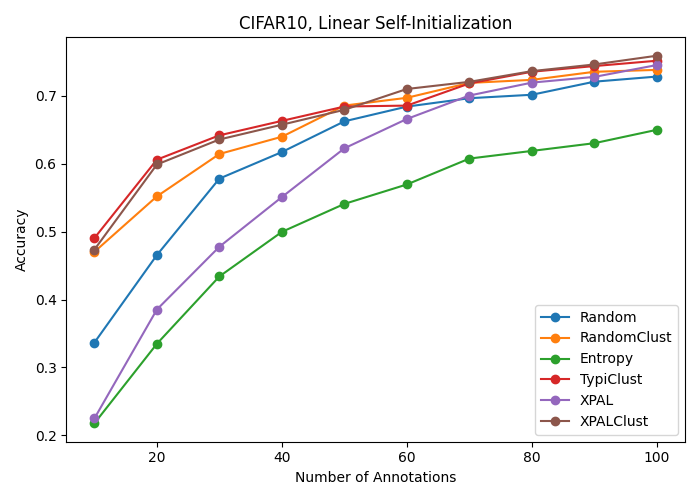 CIFAR10, Linear Self-Initialization
Accuracy
0.7
0.6
0.5
0.4
0.3
0.2
20
40
60
80
100
Number of Annotations
Random
RandomClust
Entropy
TypiClust
XPAL
XPALClust